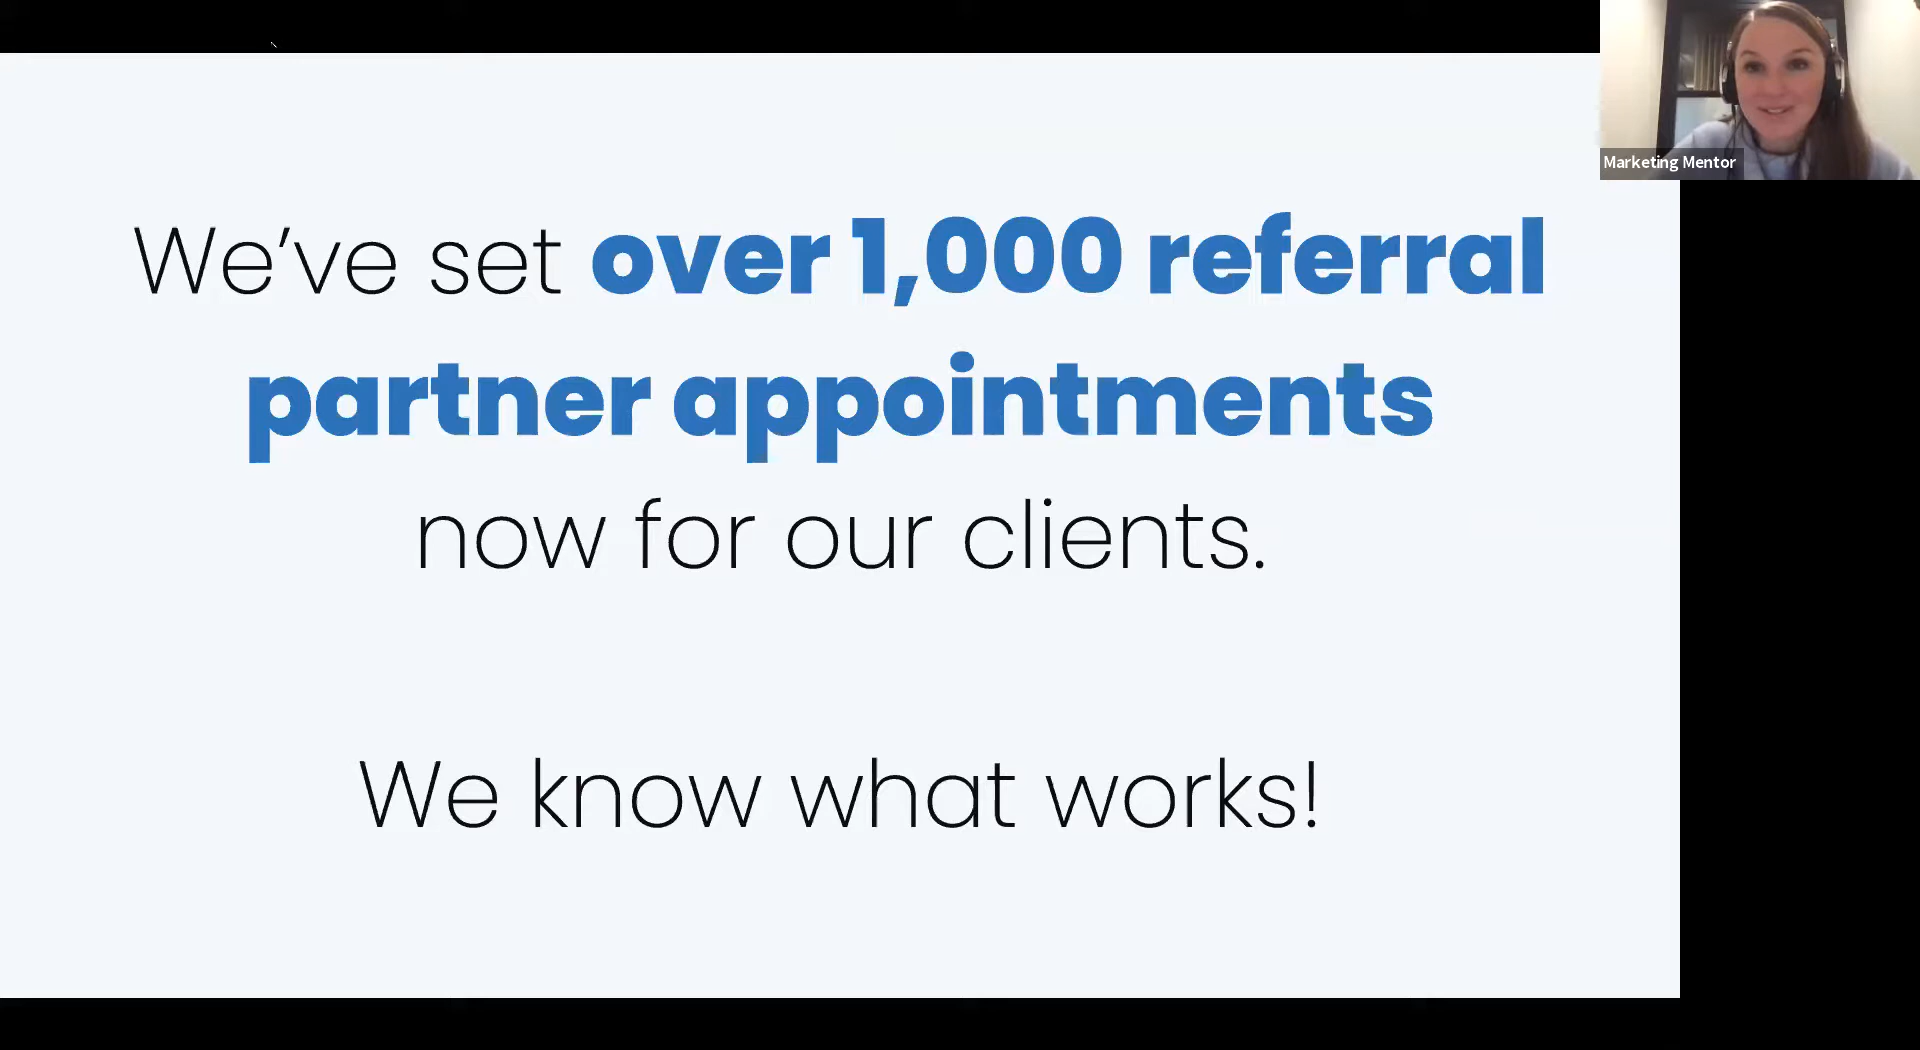 Marketing Mentor
We’ve set over 1,000 referral
partner appointments
now for our clients.
We know what works!